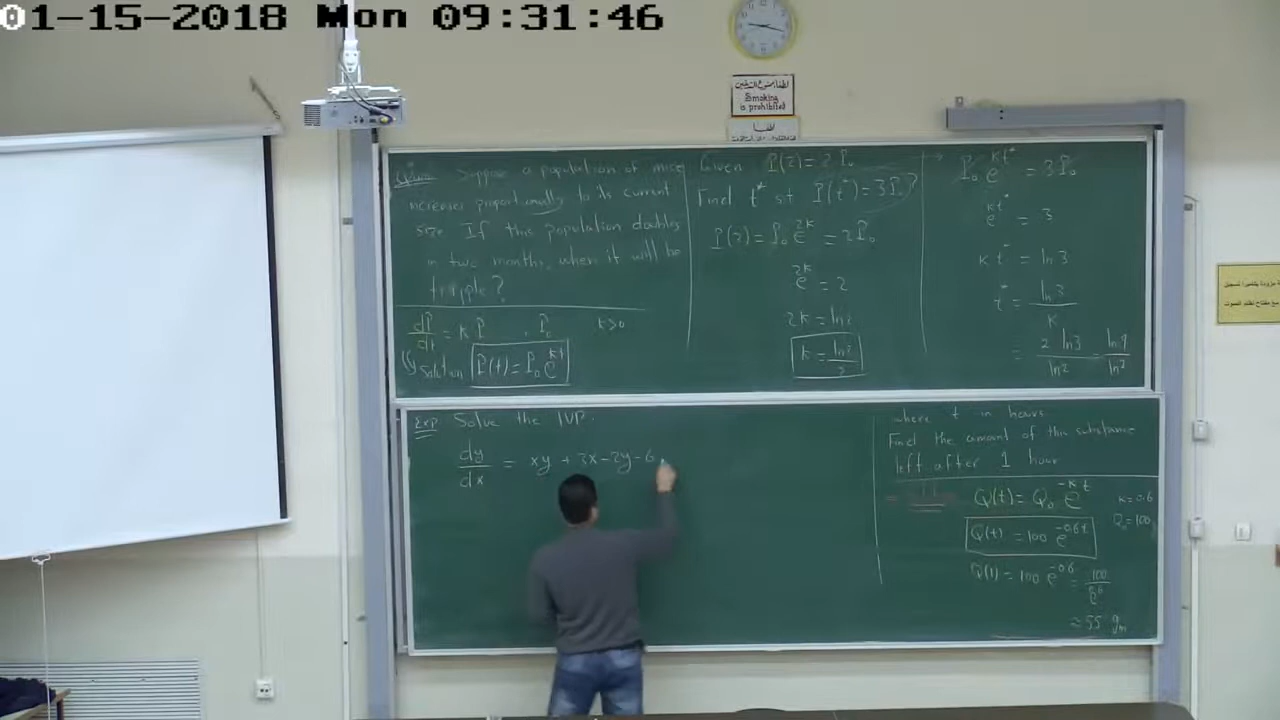 01-15-2018 Mon 09:31:46
Smoking
is prohibited
Suppose a population of mice
increases proportionally to its current
size. If this population doubles
in two months, when it will be
tripple?
dP/dt = kP , P₀ k>0
solution P(t) = P₀ e^{kt}
Given P(2) = 2P₀
Find t* st P(t*) = 3P₀?
P(2) = P₀ e^{2k} = 2P₀
e^{2k} = 2
2k = ln2
k = ln2/2
P₀ e^{kt*} = 3P₀
e^{kt*} = 3
kt* = ln3
t* = ln3/k
= 2 ln3/ln2 = ln9/ln2
Exp Solve the IVP.
dy/dx = xy + 3x - 2y - 6
where t in hours
Find the amount of this substance
left after 1 hour
Q(t) = Q₀ e^{-kt} k = 0.6
Q(t) = 100 e^{-0.6t} Q₀ = 100
Q(1) = 100 e^{-0.6} = 100/e^{.6}
≈ 55 gm